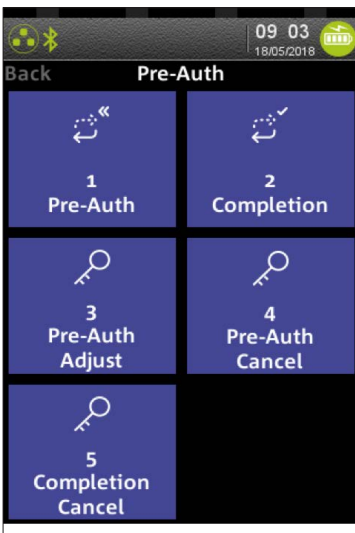 09 03
18/05/2018
Back Pre-Auth
1
Pre-Auth
2
Completion
3
Pre-Auth
Adjust
4
Pre-Auth
Cancel
5
Completion
Cancel